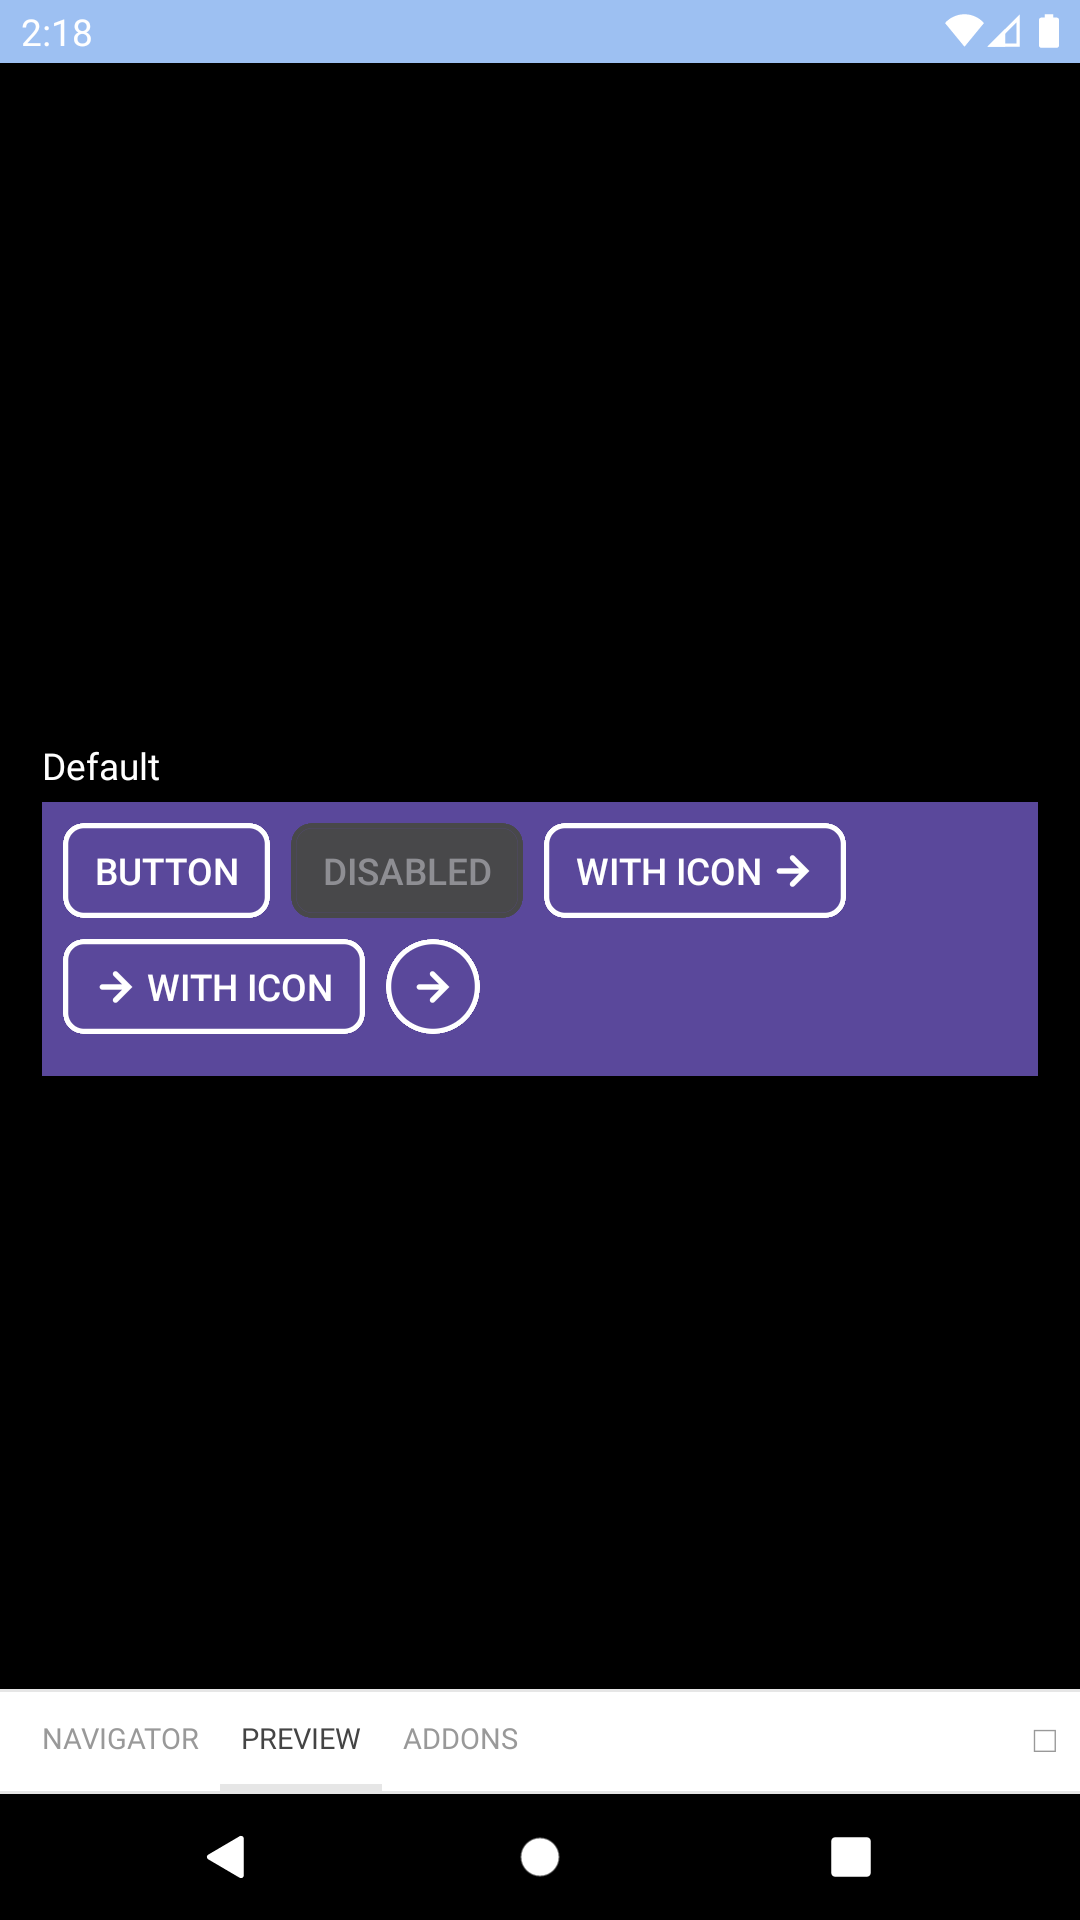 2:18
Default
BUTTON DISABLED WITH ICON
WITH ICON
NAVIGATOR PREVIEW ADDONS